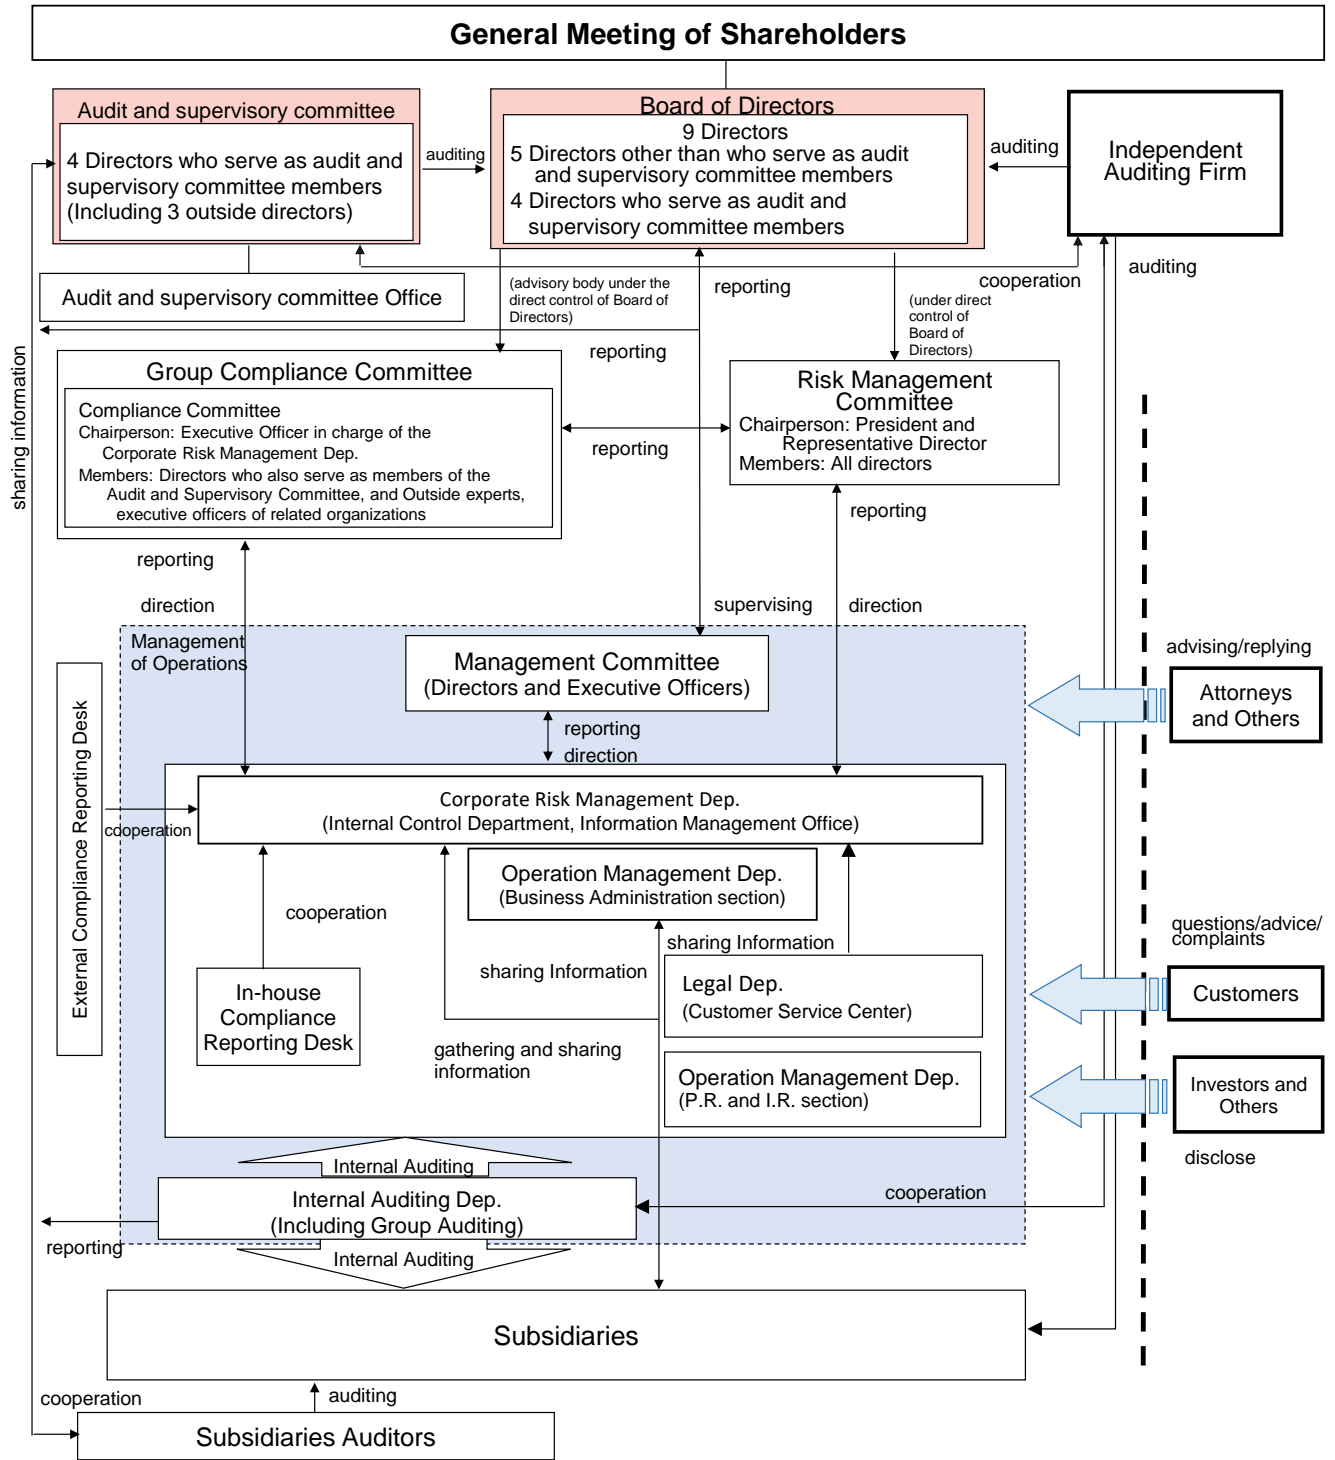 General Meeting of Shareholders
Audit and supervisory committee
4 Directors who serve as audit and
supervisory committee members
(Including 3 outside directors)
auditing
Board of Directors
9 Directors
5 Directors other than who serve as audit
and supervisory committee members
4 Directors who serve as audit and
supervisory committee members
auditing
Independent
Auditing Firm
Audit and supervisory committee Office
(advisory body under the
direct control of Board of
Directors)
reporting
cooperation
auditing
(under direct
control of
Board of
Directors)
reporting
sharing information
Group Compliance Committee
Compliance Committee
Chairperson: Executive Officer in charge of the
Corporate Risk Management Dep.
Members: Directors who also serve as members of the
Audit and Supervisory Committee, and Outside experts,
executive officers of related organizations
reporting
Risk Management
Committee
Chairperson: President and
Representative Director
Members: All directors
reporting
reporting
direction
supervising
direction
Management
of Operations
Management Committee
(Directors and Executive Officers)
advising/replying
Attorneys
and Others
reporting
direction
External Compliance Reporting Desk
cooperation
Corporate Risk Management Dep.
(Internal Control Department, Information Management Office)
Operation Management Dep.
(Business Administration section)
cooperation
sharing Information
sharing Information
questions/advice/
complaints
Customers
In-house
Compliance
Reporting Desk
Legal Dep.
(Customer Service Center)
gathering and sharing
information
Operation Management Dep.
(P.R. and I.R. section)
Investors and
Others
disclose
Internal Auditing
Internal Auditing Dep.
(Including Group Auditing)
cooperation
reporting
Internal Auditing
Subsidiaries
cooperation
auditing
Subsidiaries Auditors